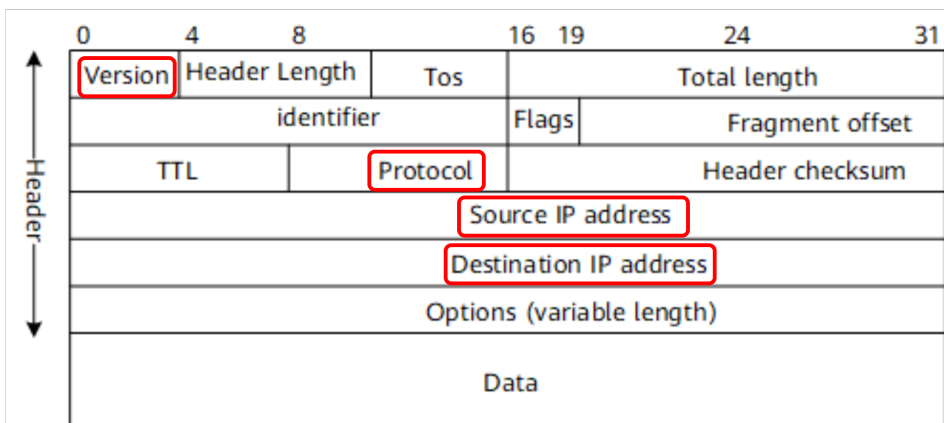 0 4 8 16 19 24 31
Version Header Length Tos Total length
identifier Flags Fragment offset
TTL Protocol Header checksum
Header
Source IP address
Destination IP address
Options (variable length)
Data